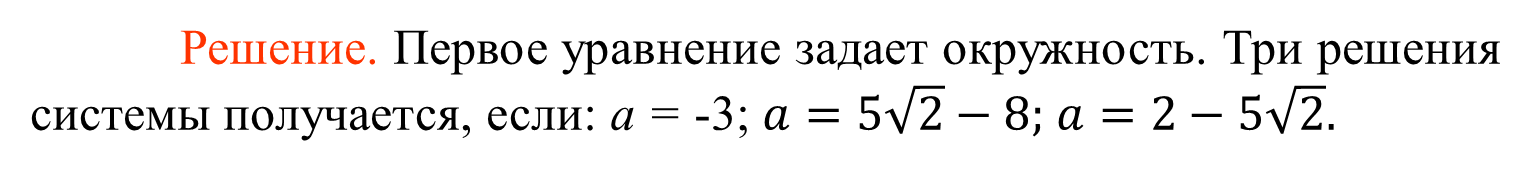 Решение. Первое уравнение задает окружность. Три решения
системы получается, если: a = -3; a = 5√2 − 8; a = 2 − 5√2.